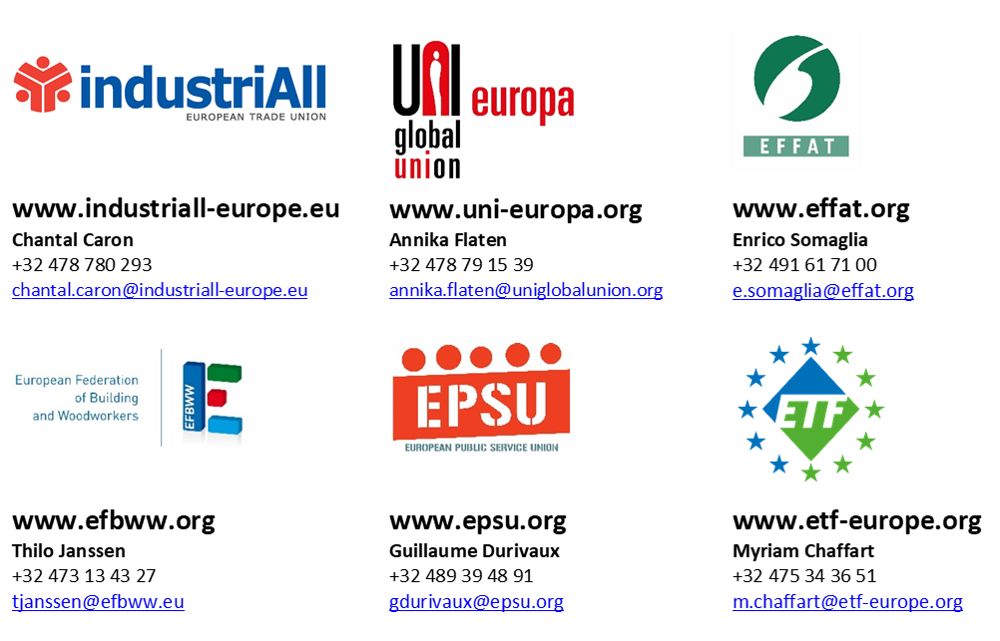 industriAll
EUROPEAN TRADE UNION
www.industriall-europe.eu
Chantal Caron
+32 478 780 293
chantal.caron@industriall-europe.eu
UNI europa
global
union
www.uni-europa.org
Annika Flaten
+32 478 79 15 39
annika.flaten@uniglobalunion.org
EFFAT
www.effat.org
Enrico Somaglia
+32 491 61 71 00
e.somaglia@effat.org
European Federation
of Building
and Woodworkers
EFBWW
www.efbww.org
Thilo Janssen
+32 473 13 43 27
tjanssen@efbww.eu
EPSU
EUROPEAN PUBLIC SERVICE UNION
www.epsu.org
Guillaume Durivaux
+32 489 39 48 91
gdurivaux@epsu.org
ETF
www.etf-europe.org
Myriam Chaffart
+32 475 34 36 51
m.chaffart@etf-europe.org